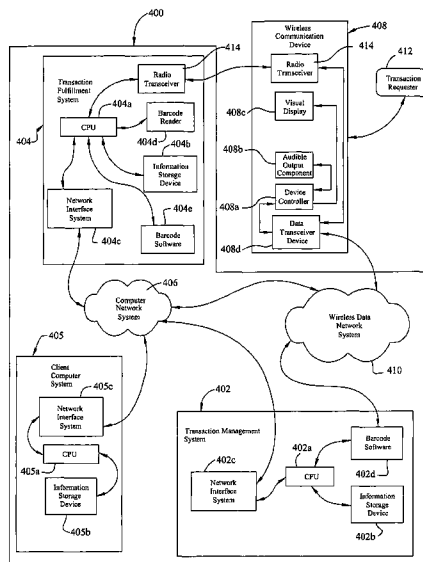 400
Transaction
Fulfillment
System
414
Radio
Transceiver
CPU
404a
Barcode
Reader
404d
404b
Information
Storage
Device
404
Network
Interface
System
404c
404e
Barcode
Software
Wireless
Communication
Device
408
414
Radio
Transceiver
412
Transaction
Requester
408c
Visual
Display
408b
Audible
Output
Component
408a
Device
Controller
Data
Transceiver
Device
408d
406
Computer
Network
System
Wireless Data
Network
System
410
405
Client
Computer
System
405c
Network
Interface
System
CPU
405a
Information
Storage
Device
405b
402
Transaction Management
System
402c
Network
Interface
System
402a
CPU
Barcode
Software
402d
Information
Storage
Device
402b